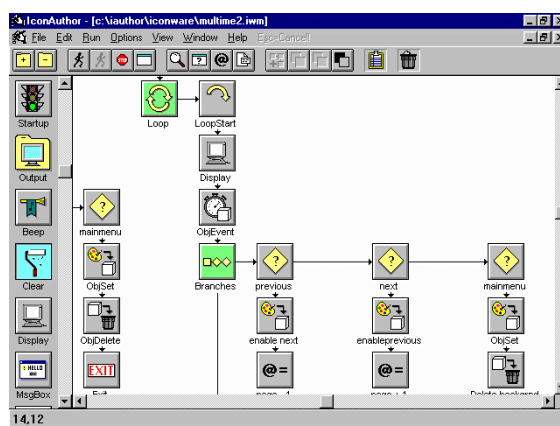 IconAuthor - [c:\iauthor\iconware\multime2.iwm]
File Edit Run Options View Window Help Esc=Cancel!
Startup
Output
Beep
Clear
Display
HELLO
MsgBox
Loop LoopStart
Display
ObjEvent
mainmenu
Branches previous next mainmenu
ObjSet
enable next enableprevious ObjSet
ObjDelete
@= @=
EXIT
Exit
14,12